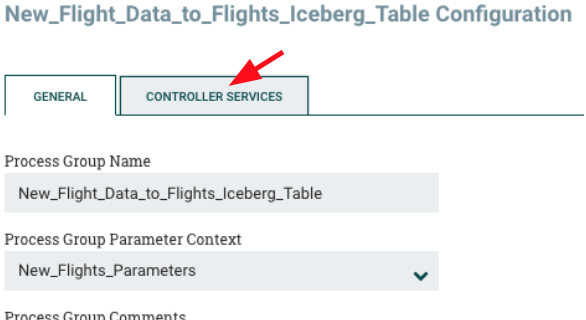 New_Flight_Data_to_Flights_Iceberg_Table Configuration
GENERAL
CONTROLLER SERVICES
Process Group Name
New_Flight_Data_to_Flights_Iceberg_Table
Process Group Parameter Context
New_Flights_Parameters
Process Group Comments